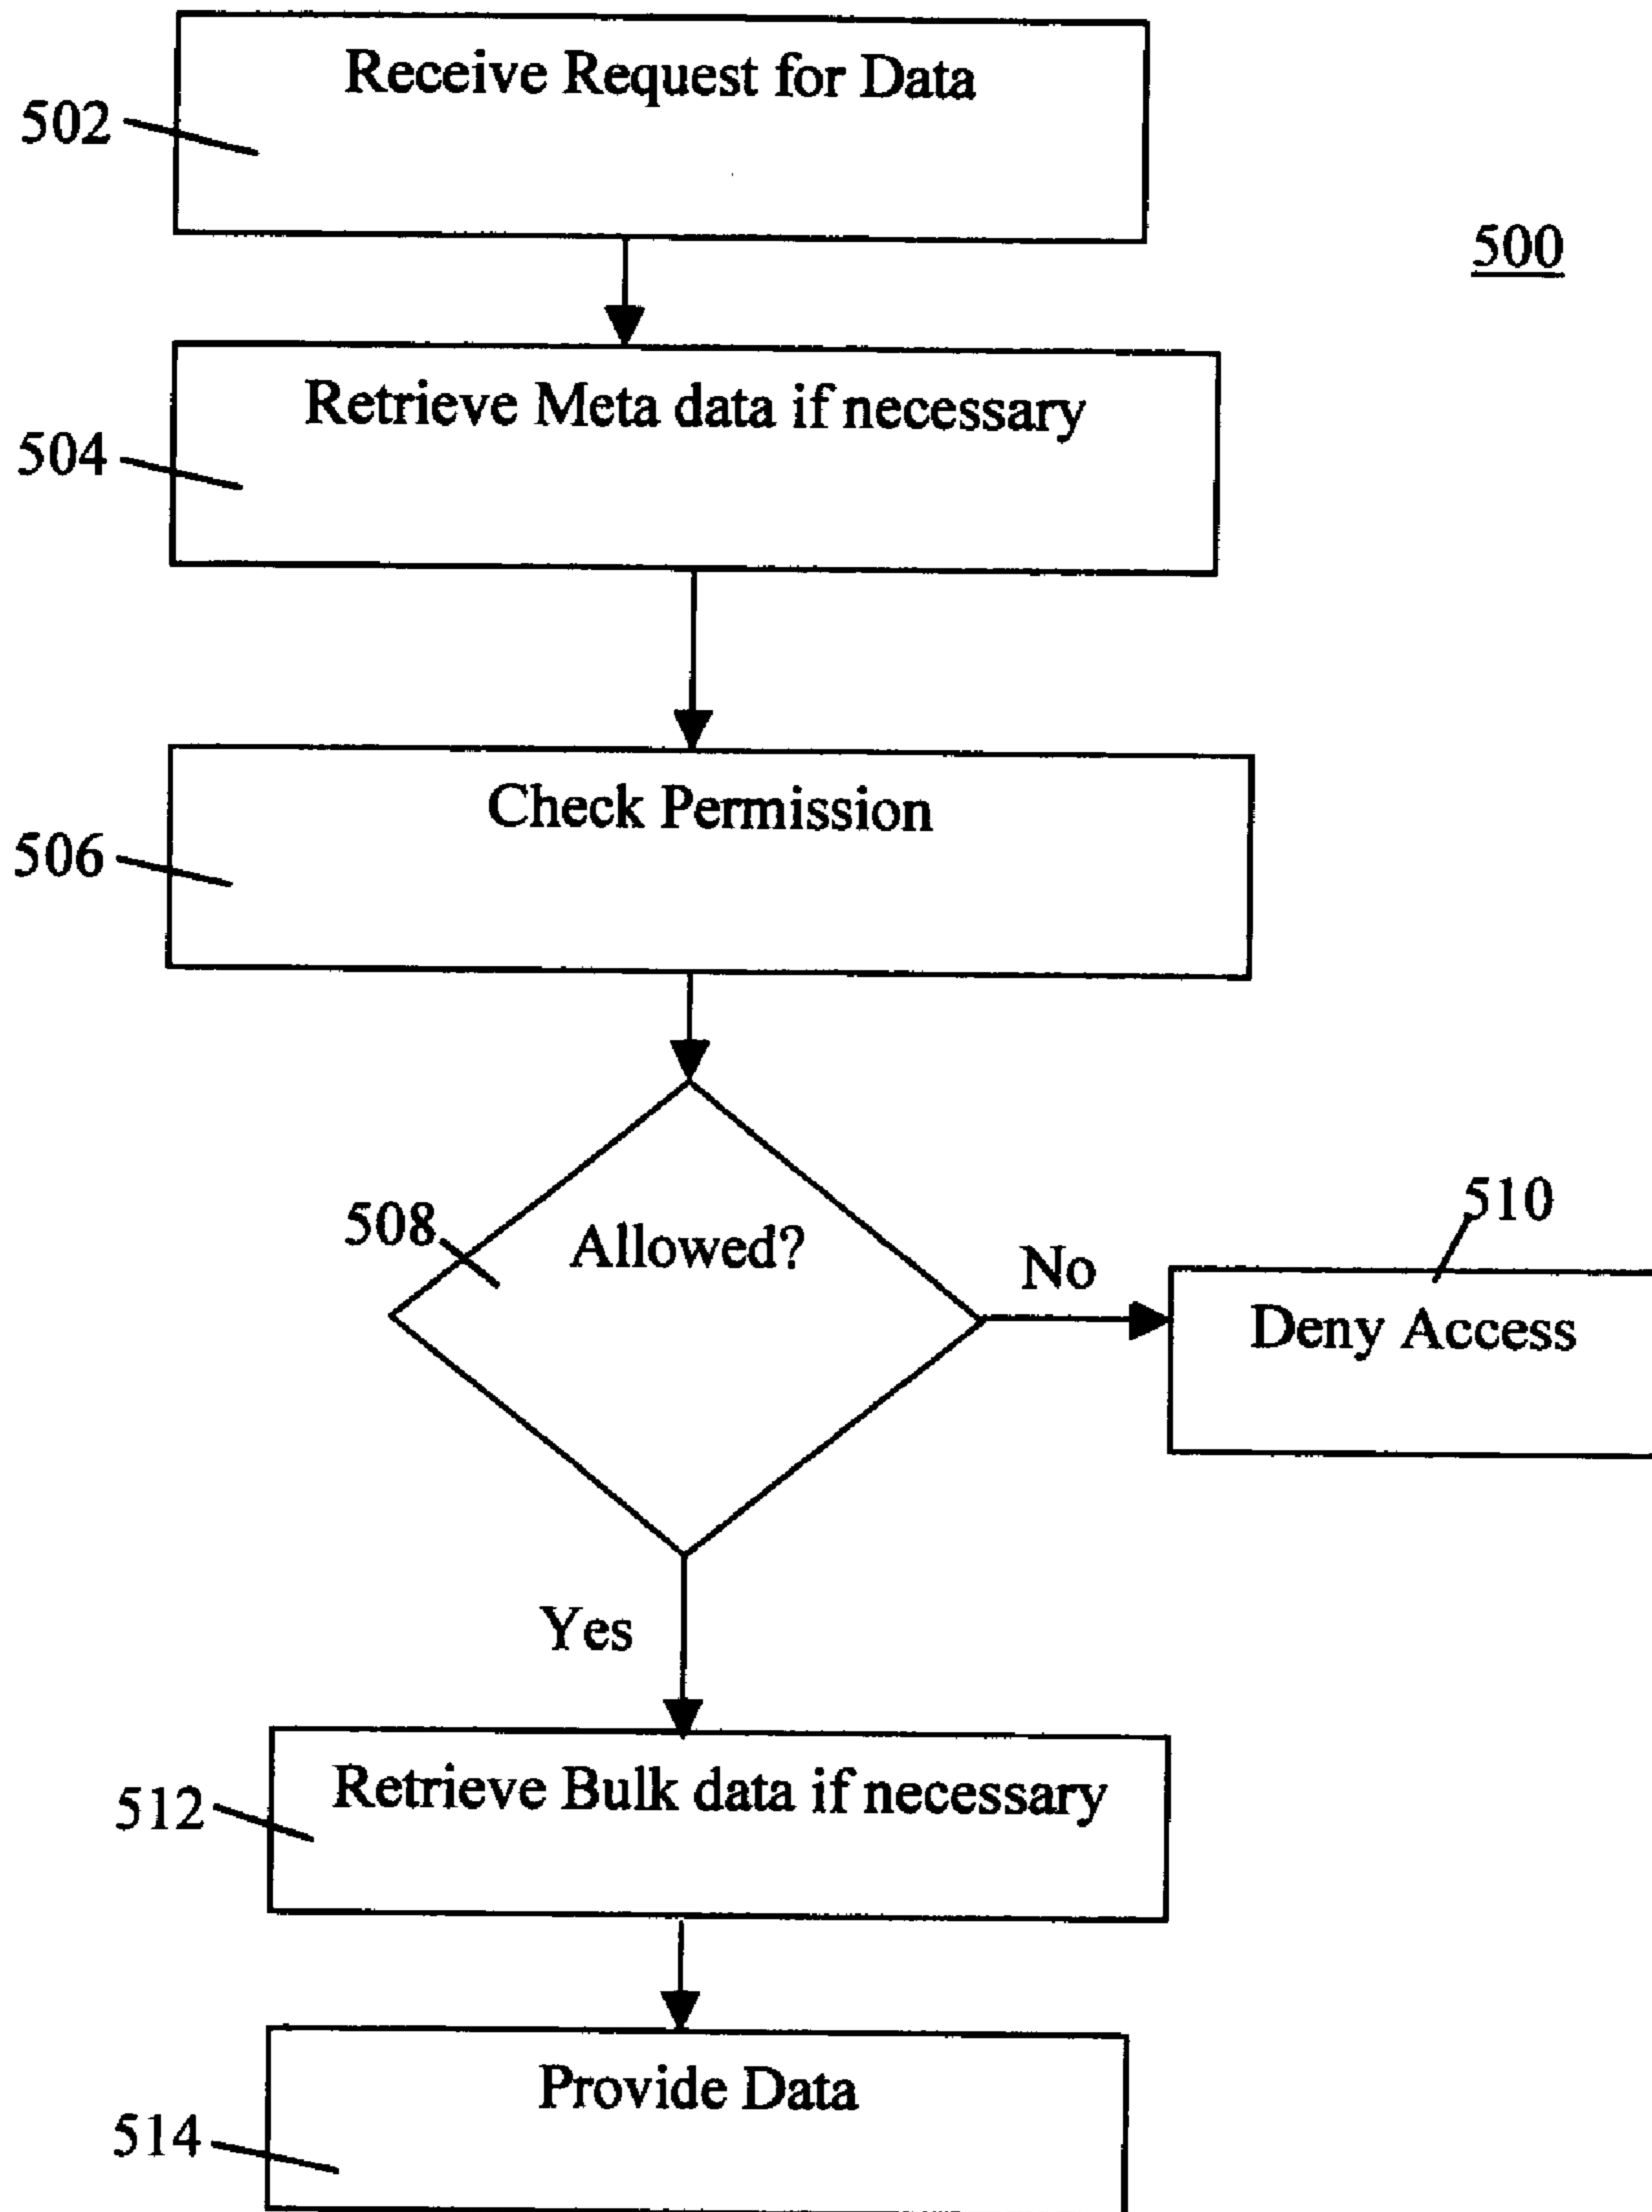 Receive Request for Data
502
500
Retrieve Meta data if necessary
504
Check Permission
506
508
Allowed?
No
510
Deny Access
Yes
Retrieve Bulk data if necessary
512
Provide Data
514